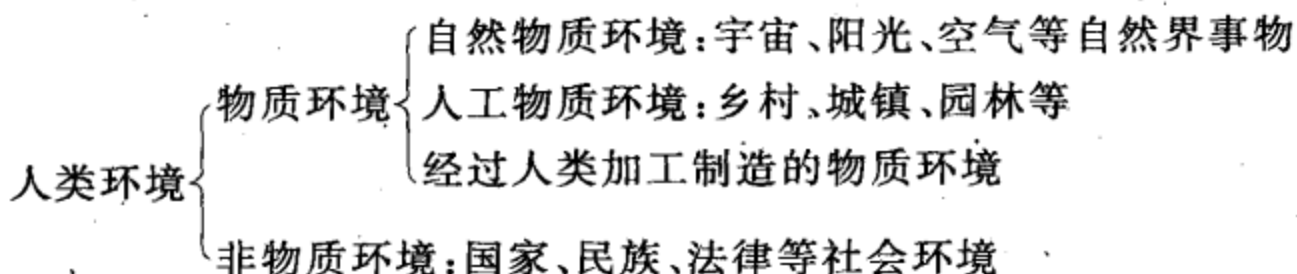 自然物质环境：宇宙、阳光、空气等自然界事物
物质环境
人工物质环境：乡村、城镇、园林等
经过人类加工制造的物质环境
人类环境
非物质环境：国家、民族、法律等社会环境